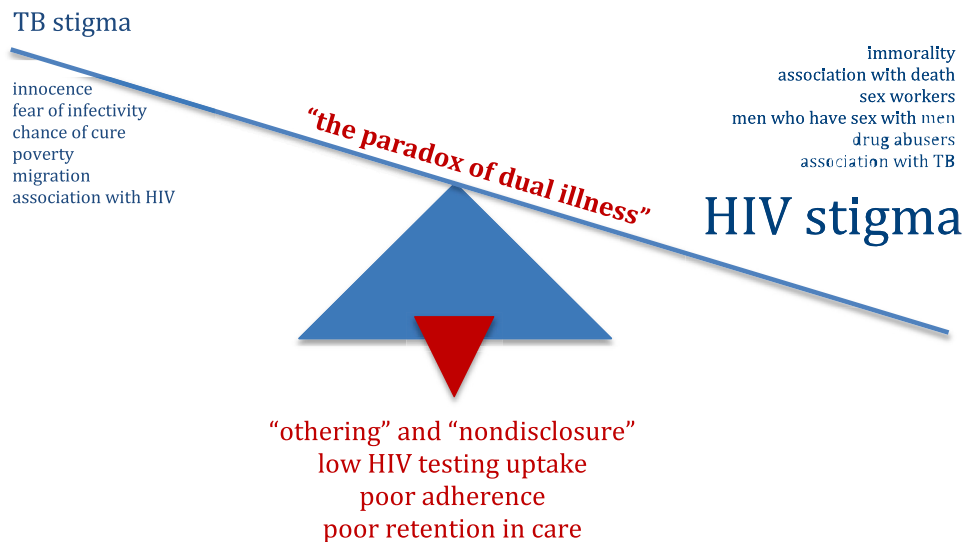 TB stigma
innocence
fear of infectivity
chance of cure
poverty
migration
association with HIV
“the paradox of dual illness”
immorality
association with death
sex workers
men who have sex with men
drug abusers
association with TB
HIV stigma
“othering” and “nondisclosure”
low HIV testing uptake
poor adherence
poor retention in care